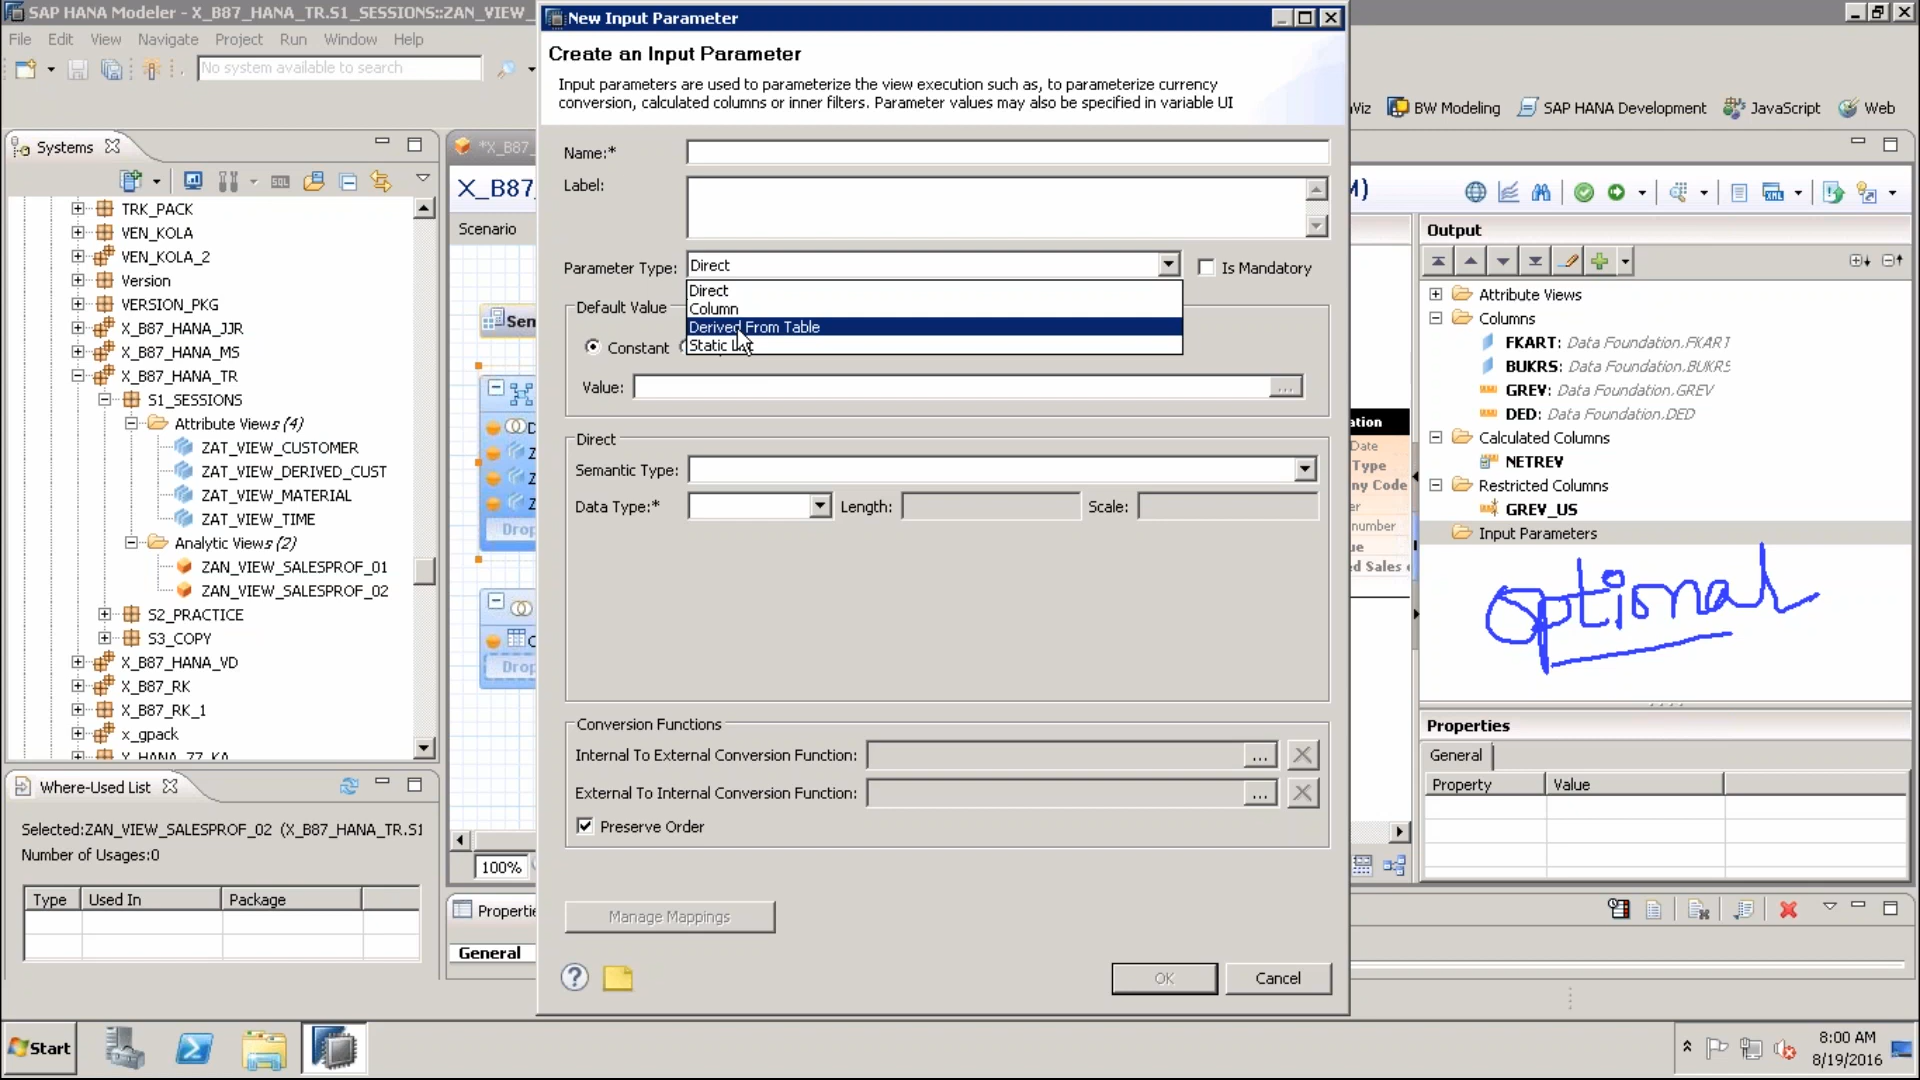 SAP HANA Modeler - X_B87_HANA_TR.S1_SESSIONS::ZAN_VIEW_
File Edit View Navigate Project Run Window Help
No system available to search
BW Modeling SAP HANA Development JavaScript Web
Systems
TRK_PACK
VEN_KOLA
VEN_KOLA_2
Version
VERSION_PKG
X_B87_HANA_JJR
X_B87_HANA_MS
X_B87_HANA_TR
S1_SESSIONS
Attribute Views (4)
ZAT_VIEW_CUSTOMER
ZAT_VIEW_DERIVED_CUST
ZAT_VIEW_MATERIAL
ZAT_VIEW_TIME
Analytic Views (2)
ZAN_VIEW_SALESPROF_01
ZAN_VIEW_SALESPROF_02
S2_PRACTICE
S3_COPY
X_B87_HANA_VD
X_B87_RK
X_B87_RK_1
x_gpack
Where-Used List
Selected:ZAN_VIEW_SALESPROF_02 (X_B87_HANA_TR.S1
Number of Usages:0
Type Used In Package
*X_B87_
X_B87_
Scenario
Sen
Drop
Drop
100%
Properti
General
New Input Parameter
Create an Input Parameter
Input parameters are used to parameterize the view execution such as, to parameterize currency
conversion, calculated columns or inner filters. Parameter values may also be specified in variable UI
Name:*
Label:
Parameter Type: Direct Is Mandatory
Direct
Column
Derived From Table
Static
Default Value
Constant
Value: ...
Direct
Semantic Type:
Data Type:* Length: Scale:
Conversion Functions
Internal To External Conversion Function: ...
External To Internal Conversion Function: ...
Preserve Order
Manage Mappings
OK Cancel
Output
Attribute Views
Columns
FKART: Data Foundation.FKART
BUKRS: Data Foundation.BUKRS
GREV: Data Foundation.GREV
DED: Data Foundation.DED
Calculated Columns
NETREV
Restricted Columns
GREV_US
Input Parameters
optional
Properties
General
Property Value
Start
8:00 AM
8/19/2016